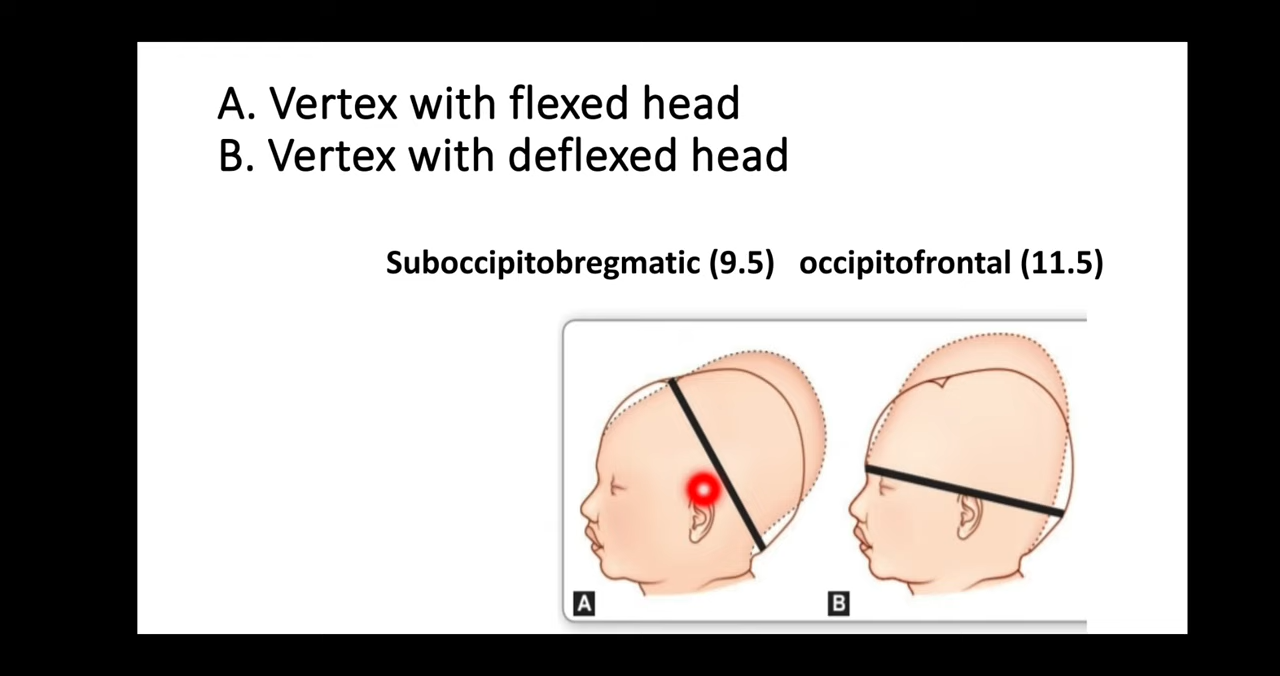 A. Vertex with flexed head
B. Vertex with deflexed head
Suboccipitobregmatic (9.5) occipitofrontal (11.5)
A B